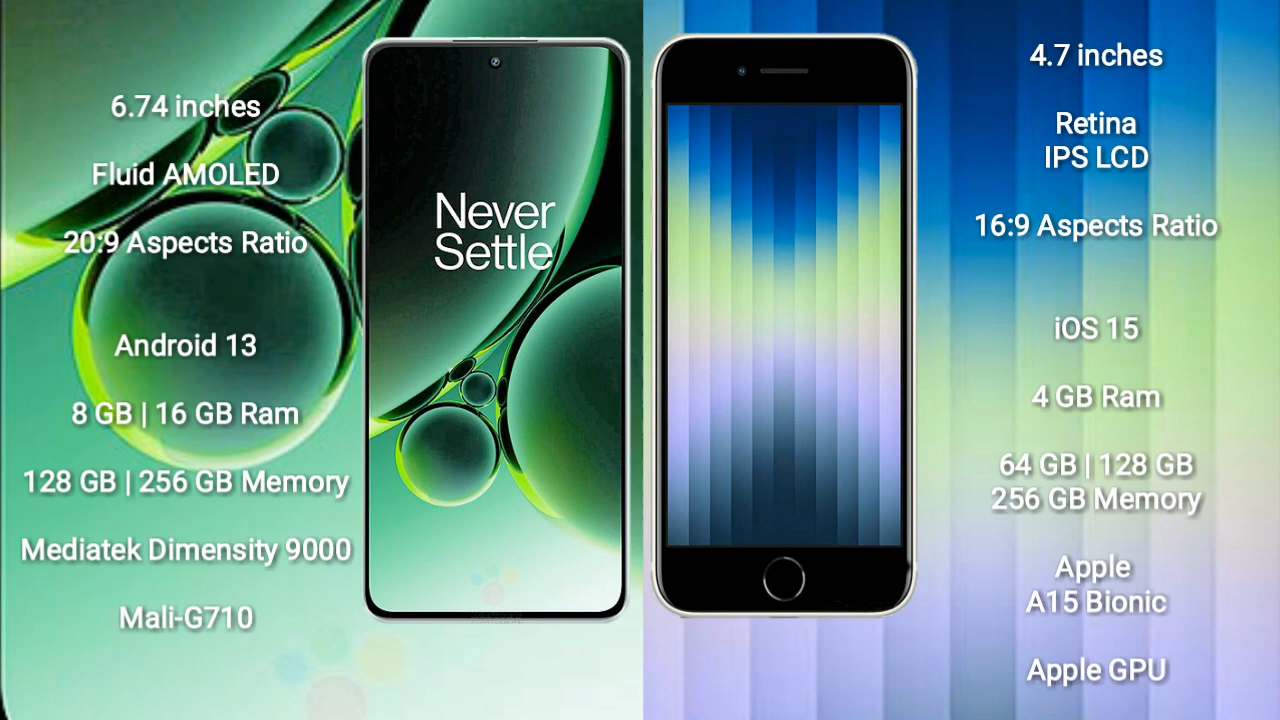 6.74 inches
Fluid AMOLED
20:9 Aspects Ratio
Android 13
8 GB | 16 GB Ram
128 GB | 256 GB Memory
Mediatek Dimensity 9000
Mali-G710
Never
Settle
4.7 inches
Retina
IPS LCD
16:9 Aspects Ratio
iOS 15
4 GB Ram
64 GB | 128 GB
256 GB Memory
Apple
A15 Bionic
Apple GPU